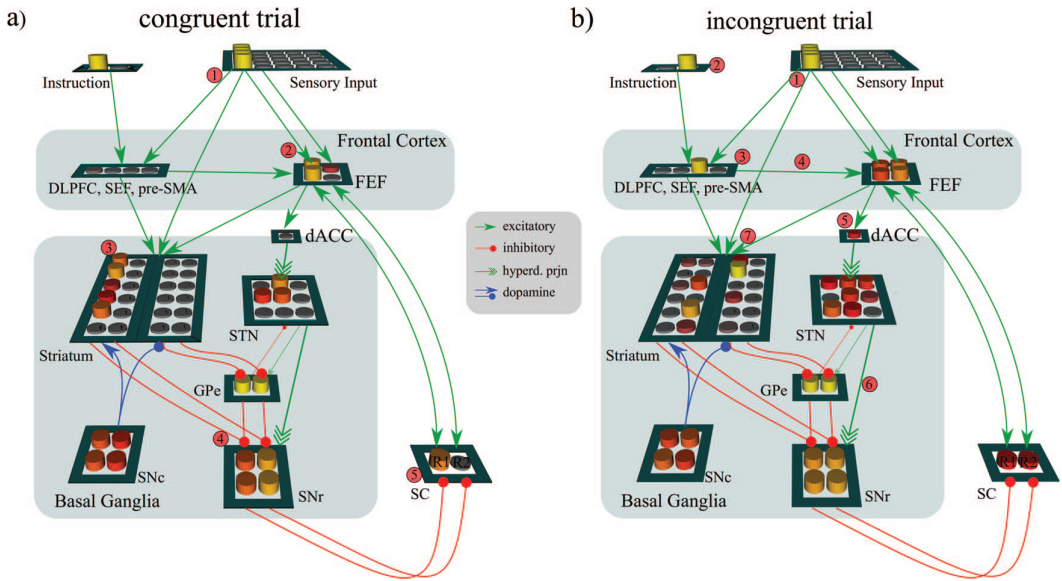 a)
congruent trial
Instruction
1
Sensory Input
Frontal Cortex
2
DLPFC, SEF, pre-SMA
FEF
dACC
3
STN
Striatum
GPe
4
SNc
SNr
Basal Ganglia
R1 R2
5
SC
excitatory
inhibitory
hyperd. prjn
dopamine
b)
incongruent trial
2
Instruction
1
Sensory Input
Frontal Cortex
3
4
DLPFC, SEF, pre-SMA
FEF
5
dACC
7
STN
Striatum
GPe
6
SNc
SNr
Basal Ganglia
R1 R2
SC